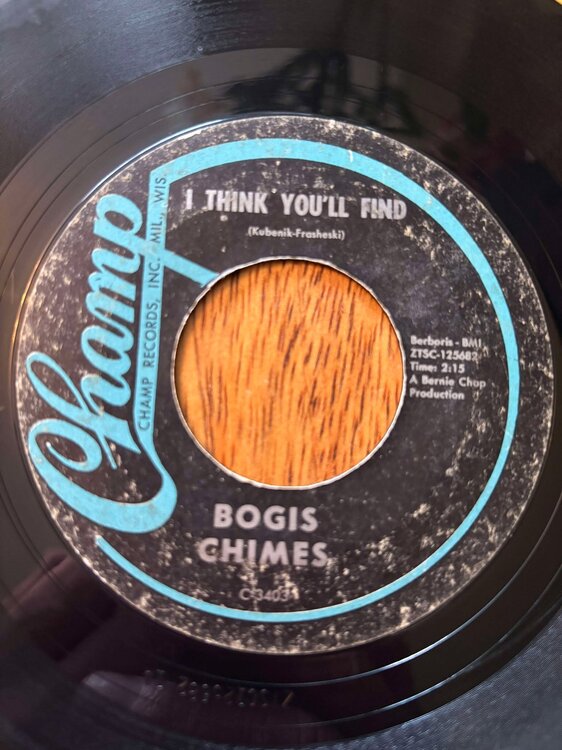 I THINK YOU'LL FIND
(Kubenik-Frasheski)
Champ
CHAMP RECORDS, INC. MIL., WIS.
Berboris - BMI
ZTSC-125682
Time: 2:15
A Bernie Chop
Production
BOGIS
CHIMES
C-3403